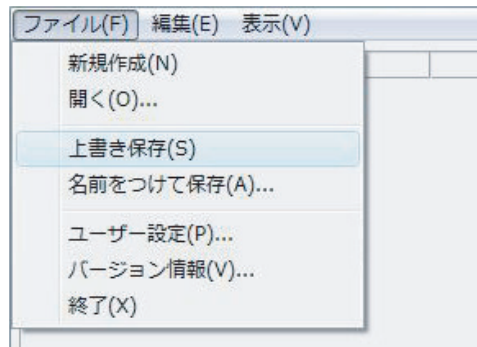 ファイル(F) 編集(E) 表示(V)
新規作成(N)
開く(O)...
上書き保存(S)
名前をつけて保存(A)...
ユーザー設定(P)...
バージョン情報(V)...
終了(X)